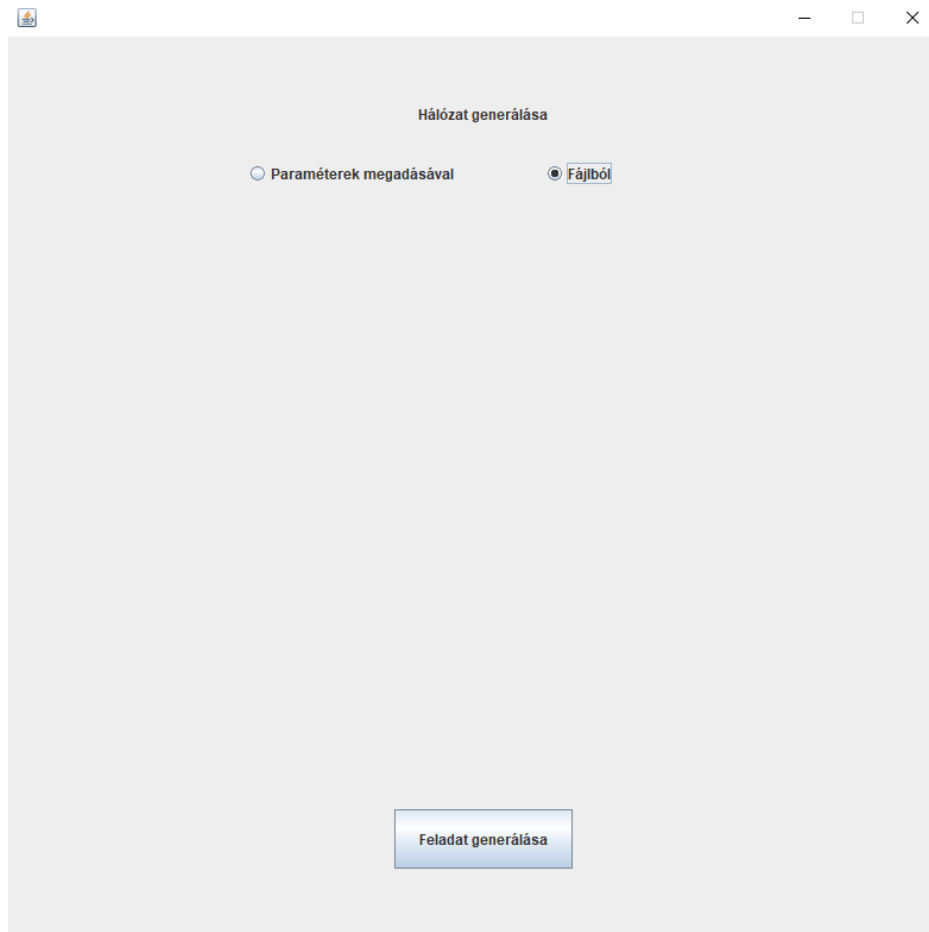 Hálózat generálása
Paraméterek megadásával Fájlból
Feladat generálása